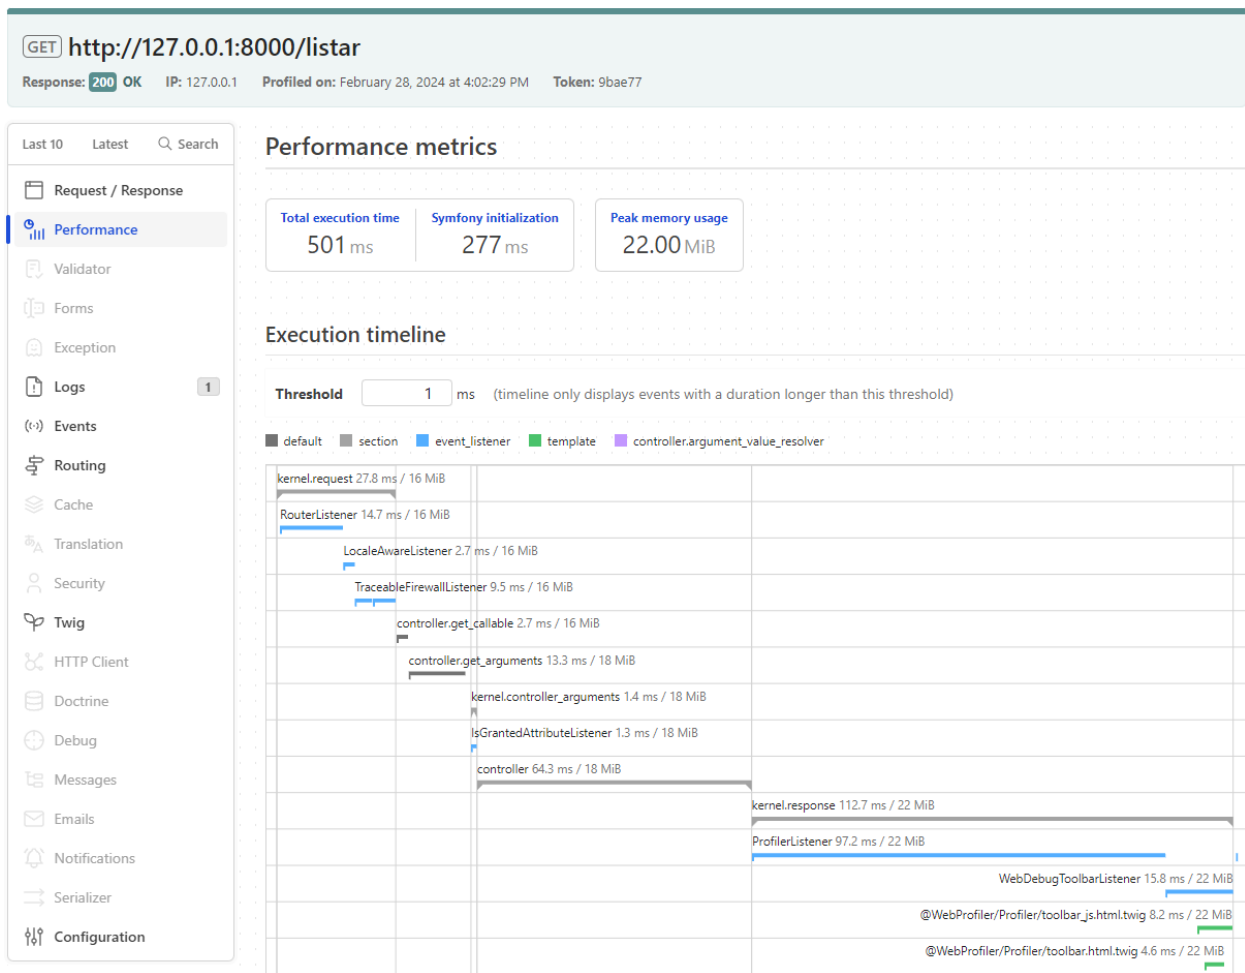 GET http://127.0.0.1:8000/listar
Response: 200 OK IP: 127.0.0.1 Profiled on: February 28, 2024 at 4:02:29 PM Token: 9bae77
Last 10 Latest Search
Request / Response
Performance
Validator
Forms
Exception
Logs 1
Events
Routing
Cache
Translation
Security
Twig
HTTP Client
Doctrine
Debug
Messages
Emails
Notifications
Serializer
Configuration
Performance metrics
Total execution time Symfony initialization Peak memory usage
501 ms 277 ms 22.00 MiB
Execution timeline
Threshold 1 ms (timeline only displays events with a duration longer than this threshold)
default section event_listener template controller.argument_value_resolver
kernel.request 27.8 ms / 16 MiB
RouterListener 14.7 ms / 16 MiB
LocaleAwareListener 2.7 ms / 16 MiB
TraceableFirewallListener 9.5 ms / 16 MiB
controller.get_callable 2.7 ms / 16 MiB
controller.get_arguments 13.3 ms / 18 MiB
kernel.controller_arguments 1.4 ms / 18 MiB
IsGrantedAttributeListener 1.3 ms / 18 MiB
controller 64.3 ms / 18 MiB
kernel.response 112.7 ms / 22 MiB
ProfilerListener 97.2 ms / 22 MiB
WebDebugToolbarListener 15.8 ms / 22 MiB
@WebProfiler/Profiler/toolbar_js.html.twig 8.2 ms / 22 MiB
@WebProfiler/Profiler/toolbar.html.twig 4.6 ms / 22 MiB